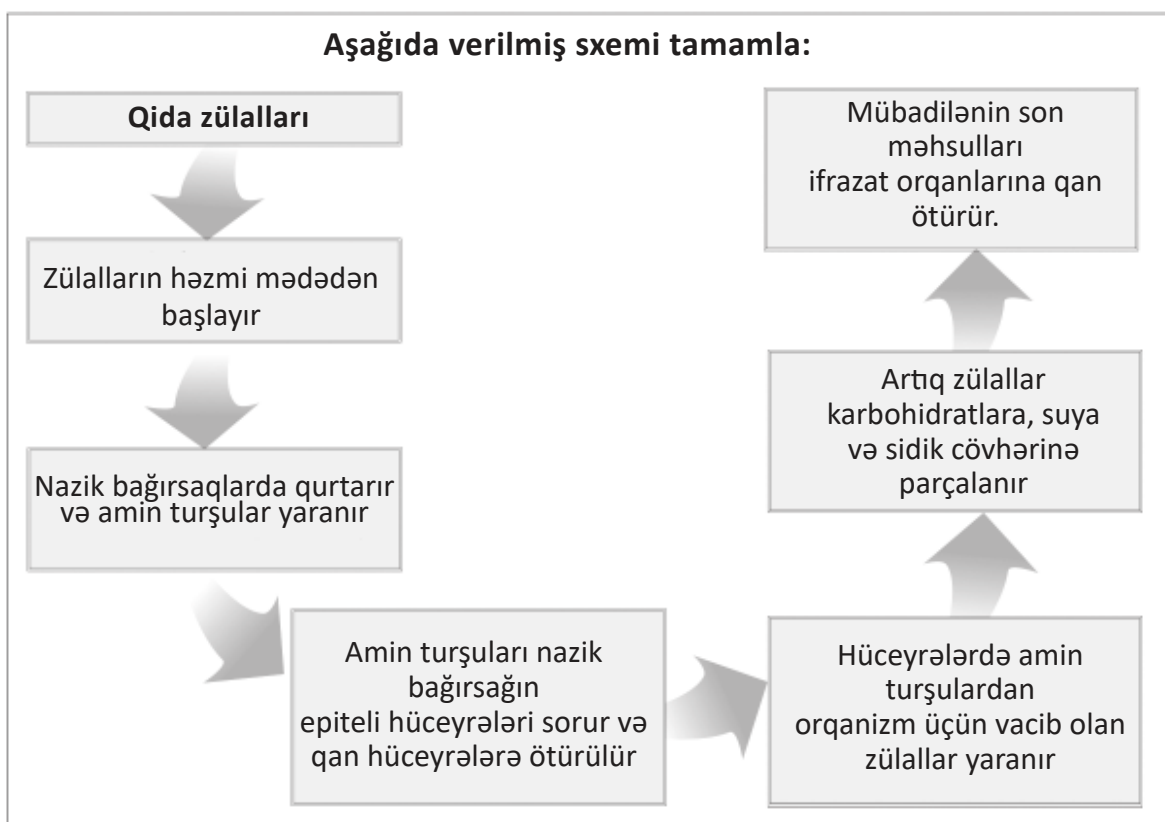 Aşağıda verilmiş sxemi tamamla:
Qida zülalları
Zülalların həzmi mədədən
başlayır
Nazik bağırsaqlarda qurtarır
və amin turşular yaranır
Amin turşuları nazik
bağırsağın
epiteli hüceyrələri sorur və
qan hüceyrələrə ötürülür
Hüceyrələrdə amin
turşulardan
orqanizm üçün vacib olan
zülallar yaranır
Artıq zülallar
karbohidratlara, suya
və sidik cövhərinə
parçalanır
Mübadilənin son
məhsulları
ifrazat orqanlarına qan
ötürür.